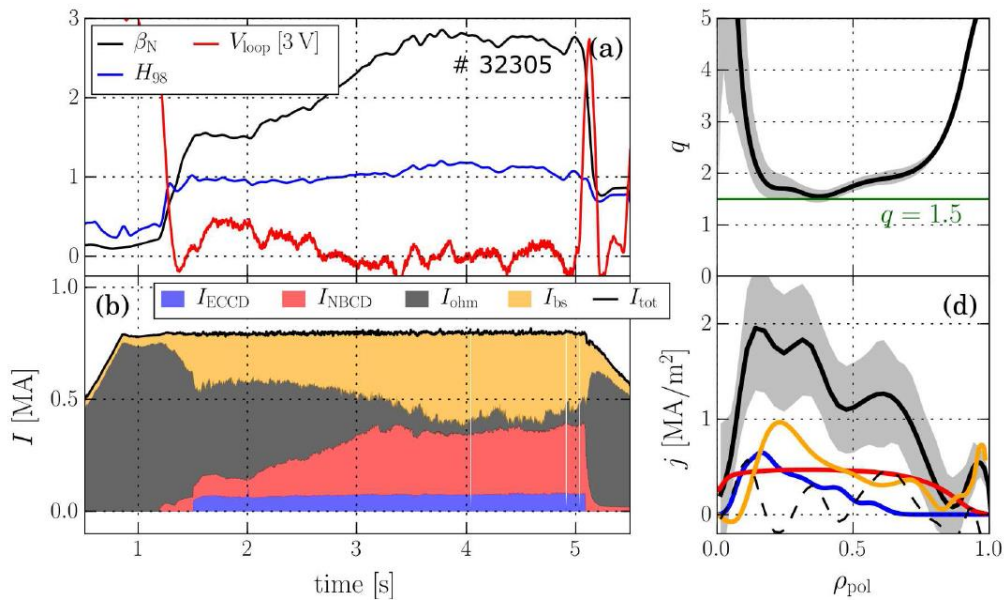 3
2
1
0
β_N
V_loop [3 V]
H_98
(a)
# 32305
1.0
0.5
0.0
I [MA]
(b)
I_ECCD
I_NBCD
I_ohm
I_bs
I_tot
1 2 3 4 5
time [s]
5
4
3
2
1
0
q
q = 1.5
2
1
0
j [MA/m²]
(d)
0.0 0.5 1.0
ρ_pol